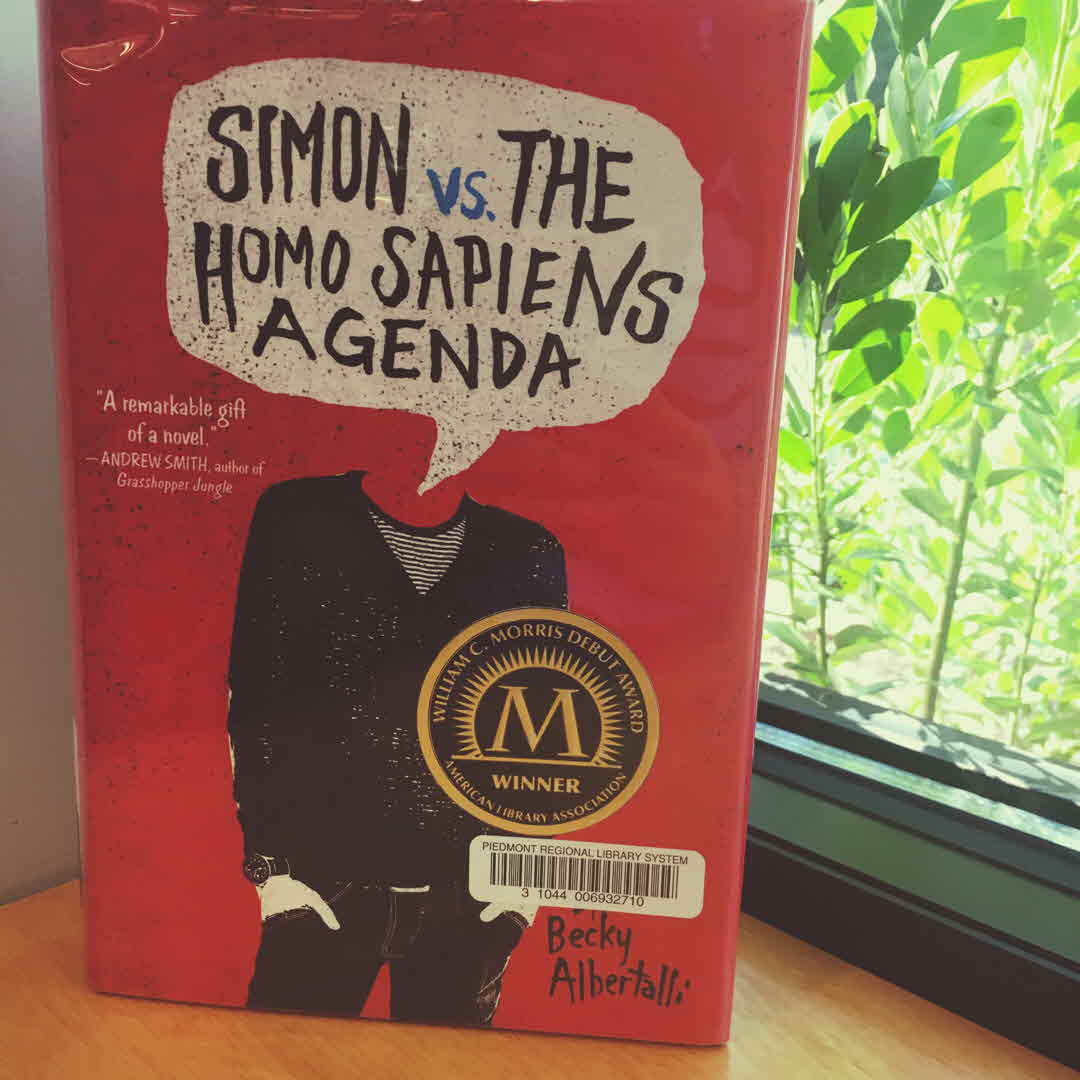 SIMON vs. THE
HOMO SAPIENS
AGENDA
"A remarkable gift
of a novel."
—ANDREW SMITH, author of
Grasshopper Jungle
WILLIAM C. MORRIS DEBUT AWARD
M
WINNER
AMERICAN LIBRARY ASSOCIATION
PIEDMONT REGIONAL LIBRARY SYSTEM
3 1044 006932710
Becky
Albertalli